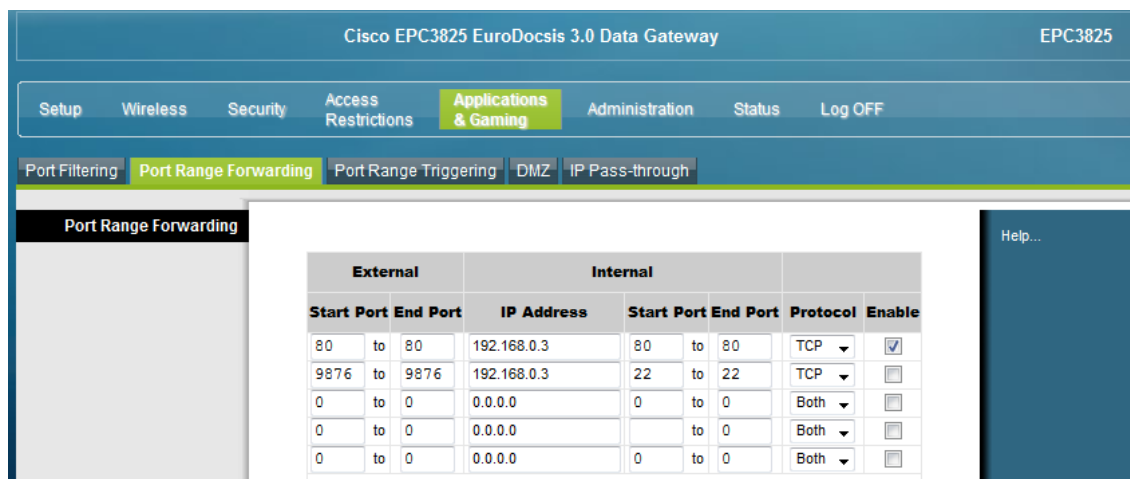 Cisco EPC3825 EuroDocsis 3.0 Data Gateway EPC3825
Setup Wireless Security Access Restrictions Applications & Gaming Administration Status Log OFF
Port Filtering Port Range Forwarding Port Range Triggering DMZ IP Pass-through
Port Range Forwarding
Help...
External Internal
Start Port End Port IP Address Start Port End Port Protocol Enable
80 to 80 192.168.0.3 80 to 80 TCP
9876 to 9876 192.168.0.3 22 to 22 TCP
0 to 0 0.0.0.0 0 to 0 Both
0 to 0 0.0.0.0 to 0 Both
0 to 0 0.0.0.0 0 to 0 Both